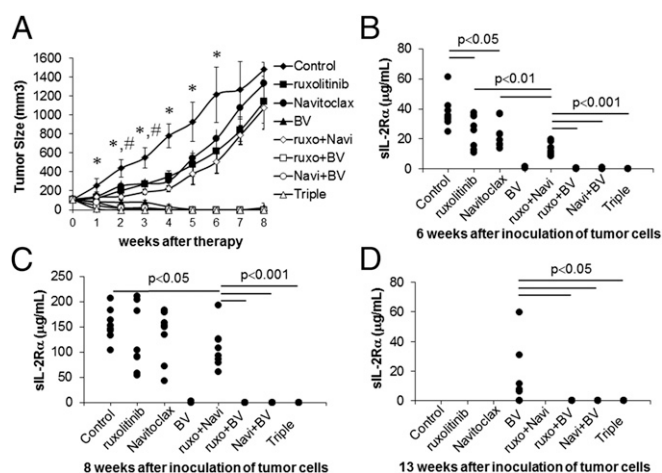 A
Tumor Size (mm3)
1600
1400
1200
1000
800
600
400
200
0
0 1 2 3 4 5 6 7 8
weeks after therapy
* *,# *,# * * *
Control
ruxolitinib
Navitoclax
BV
ruxo+Navi
ruxo+BV
Navi+BV
Triple
B
sIL-2Rα (μg/mL)
80
60
40
20
0
p<0.05
p<0.01
p<0.001
Control
ruxolitinib
Navitoclax
BV
ruxo+Navi
ruxo+BV
Navi+BV
Triple
6 weeks after inoculation of tumor cells
C
sIL-2Rα (μg/mL)
250
200
150
100
50
0
p<0.05
p<0.001
Control
ruxolitinib
Navitoclax
BV
ruxo+Navi
ruxo+BV
Navi+BV
Triple
8 weeks after inoculation of tumor cells
D
sIL-2Rα (μg/mL)
80
60
40
20
0
p<0.05
Control
ruxolitinib
Navitoclax
BV
ruxo+Navi
ruxo+BV
Navi+BV
Triple
13 weeks after inoculation of tumor cells